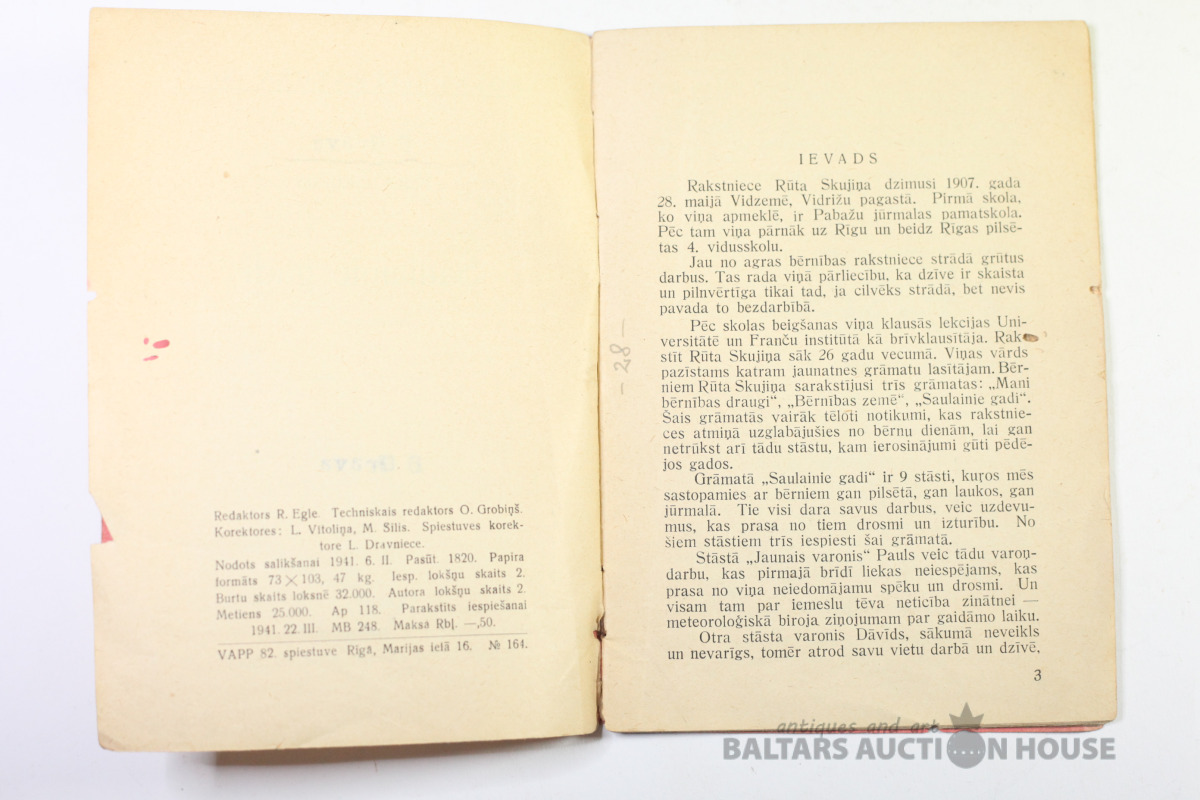 Redaktors R. Egle. Techniskais redaktors O. Grobiņš.
Korektores: L. Vītoliņa, M. Sīlis. Spiestuves korek-
tore L. Dravniece.
Nodots salikšanai 1941. 6. II. Pasūt. 1820. Papira
formāts 73×103, 47 kg. Iesp. lokšņu skaits 2.
Burtu skaits loksnē 32.000. Autora lokšņu skaits 2.
Metiens 25.000. Ap 118. Parakstīts iespiešanai
1941. 22. III. MB 248. Maksā Rbļ. —,50.
VAPP 82. spiestuve Rīgā, Marijas ielā 16. № 164.
- 28 -
IEVADS
Rakstniece Rūta Skujiņa dzimusi 1907. gada
28. maijā Vidzemē, Vidrižu pagastā. Pirmā skola,
ko viņa apmeklē, ir Pabažu jūrmalas pamatskola.
Pēc tam viņa pārnāk uz Rīgu un beidz Rīgas pilsē-
tas 4. vidusskolu.
Jau no agras bērnības rakstniece strādā grūtus
darbus. Tas rada viņā pārliecību, ka dzīve ir skaista
un pilnvērtīga tikai tad, ja cilvēks strādā, bet nevis
pavada to bezdarbībā.
Pēc skolas beigšanas viņa klausās lekcijas Uni-
versitātē un Franču institūtā kā brīvklausītāja. Rak-
stīt Rūta Skujiņa sāk 26 gadu vecumā. Viņas vārds
pazīstams katram jaunatnes grāmatu lasītājam. Bēr-
niem Rūta Skujiņa sarakstījusi trīs grāmatas: „Mani
bērnības draugi“, „Bērnības zemē“, „Saulainie gadi“.
Šais grāmatās vairāk tēloti notikumi, kas rakstnie-
ces atmiņā uzglabājušies no bērnu dienām, lai gan
netrūkst arī tādu stāstu, kam ierosinājumi gūti pēdē-
jos gados.
Grāmatā „Saulainie gadi“ ir 9 stāsti, kuŗos mēs
sastopamies ar bērniem gan pilsētā, gan laukos, gan
jūrmalā. Tie visi dara savus darbus, veic uzdevu-
mus, kas prasa no tiem drosmi un izturību. No
šiem stāstiem trīs iespiesti šai grāmatā.
Stāstā „Jaunais varonis“ Pauls veic tādu varoņ-
darbu, kas pirmajā brīdī liekas neiespējams, kas
prasa no viņa neiedomājamu spēku un drosmi. Un
visam tam par iemeslu tēva neticība zinātnei —
meteoroloģiskā biroja ziņojumam par gaidāmo laiku.
Otra stāsta varonis Dāvīds, sākumā neveikls
un nevarīgs, tomēr atrod savu vietu darbā un dzīvē,
3
antiques and art
BALTARS AUCTION HOUSE